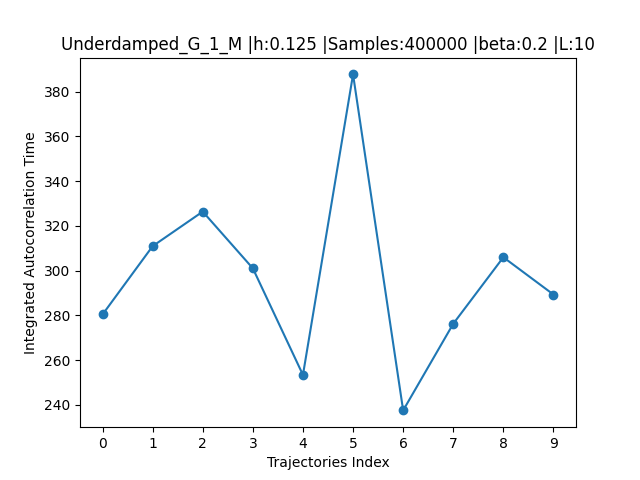 Underdamped_G_1_M |h:0.125 |Samples:400000 |beta:0.2 |L:10
Integrated Autocorrelation Time
380
360
340
320
300
280
260
240
0 1 2 3 4 5 6 7 8 9
Trajectories Index